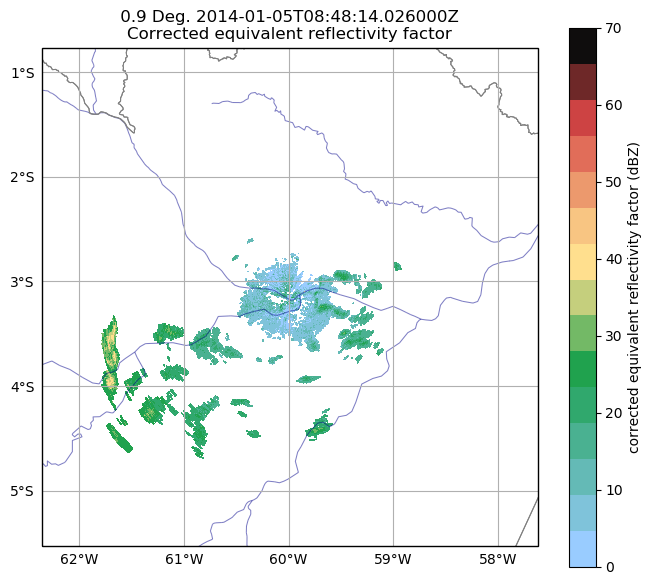 0.9 Deg. 2014-01-05T08:48:14.026000Z
Corrected equivalent reflectivity factor
1°S
2°S
3°S
4°S
5°S
62°W
61°W
60°W
59°W
58°W
70
60
50
40
30
20
10
0
corrected equivalent reflectivity factor (dBZ)